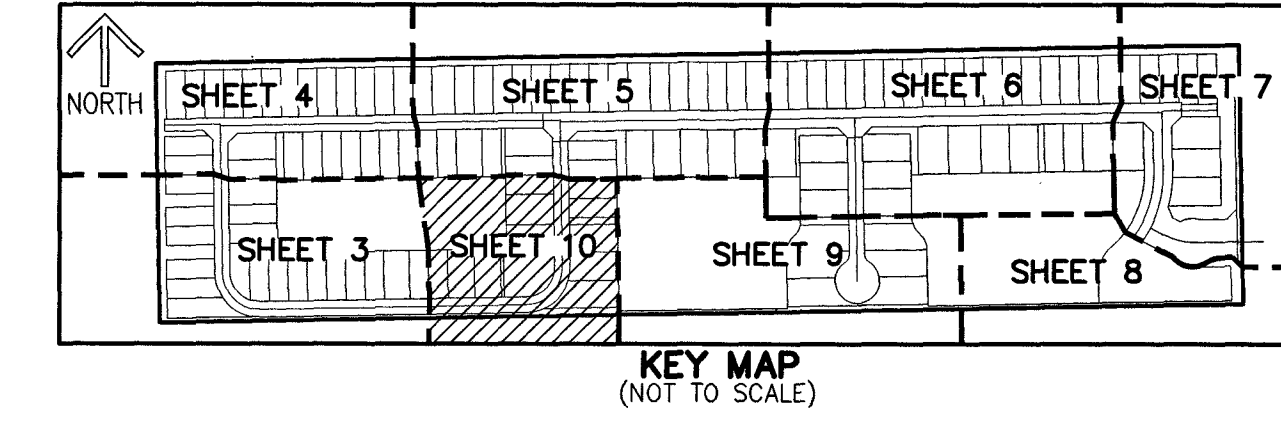 NORTH
SHEET 4
SHEET 5
SHEET 6
SHEET 7
SHEET 3
SHEET 10
SHEET 9
SHEET 8
KEY MAP
(NOT TO SCALE)